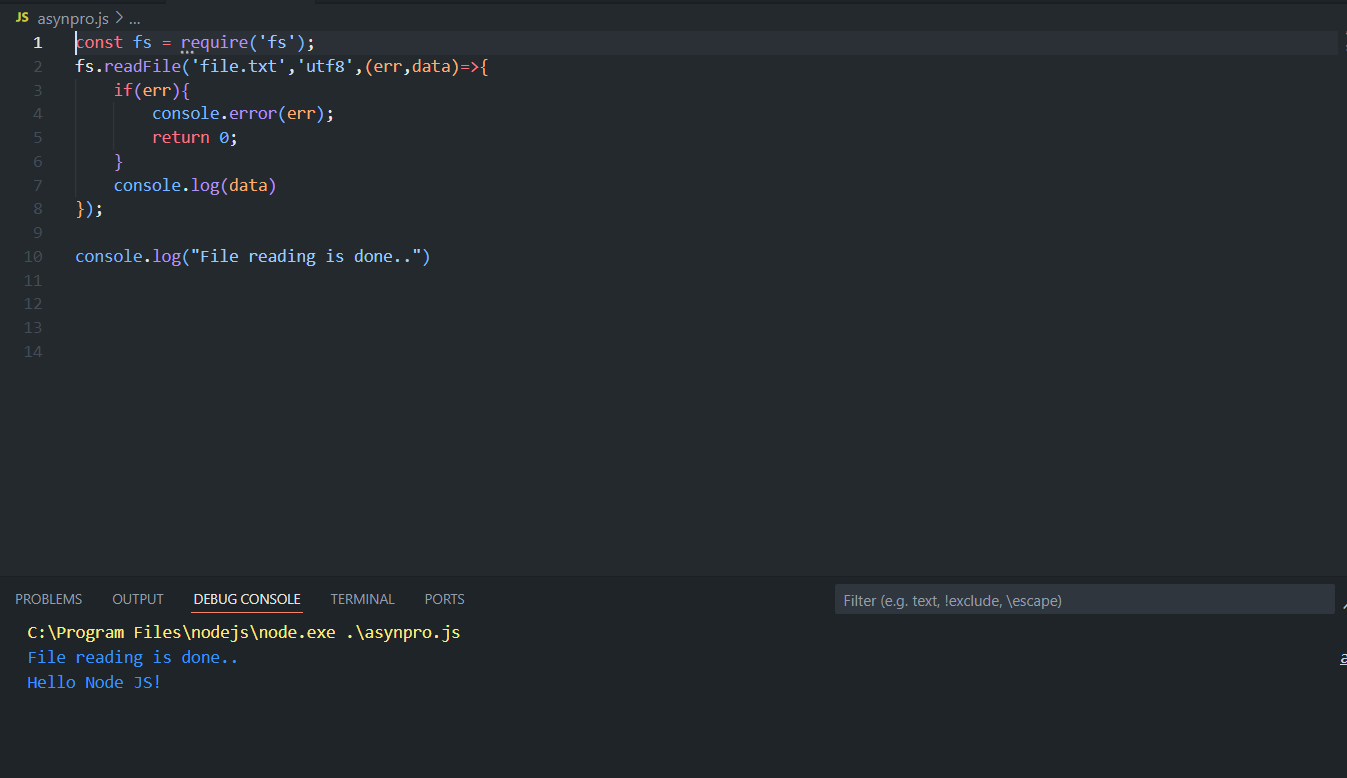 JS asynpro.js > ...
1 const fs = require('fs');
2 fs.readFile('file.txt','utf8',(err,data)=>{
3     if(err){
4         console.error(err);
5         return 0;
6     }
7     console.log(data)
8 });
9
10 console.log("File reading is done..")
11
12
13
14
PROBLEMS OUTPUT DEBUG CONSOLE TERMINAL PORTS Filter (e.g. text, !exclude, \escape)
C:\Program Files\nodejs\node.exe .\asynpro.js
File reading is done..
Hello Node JS!